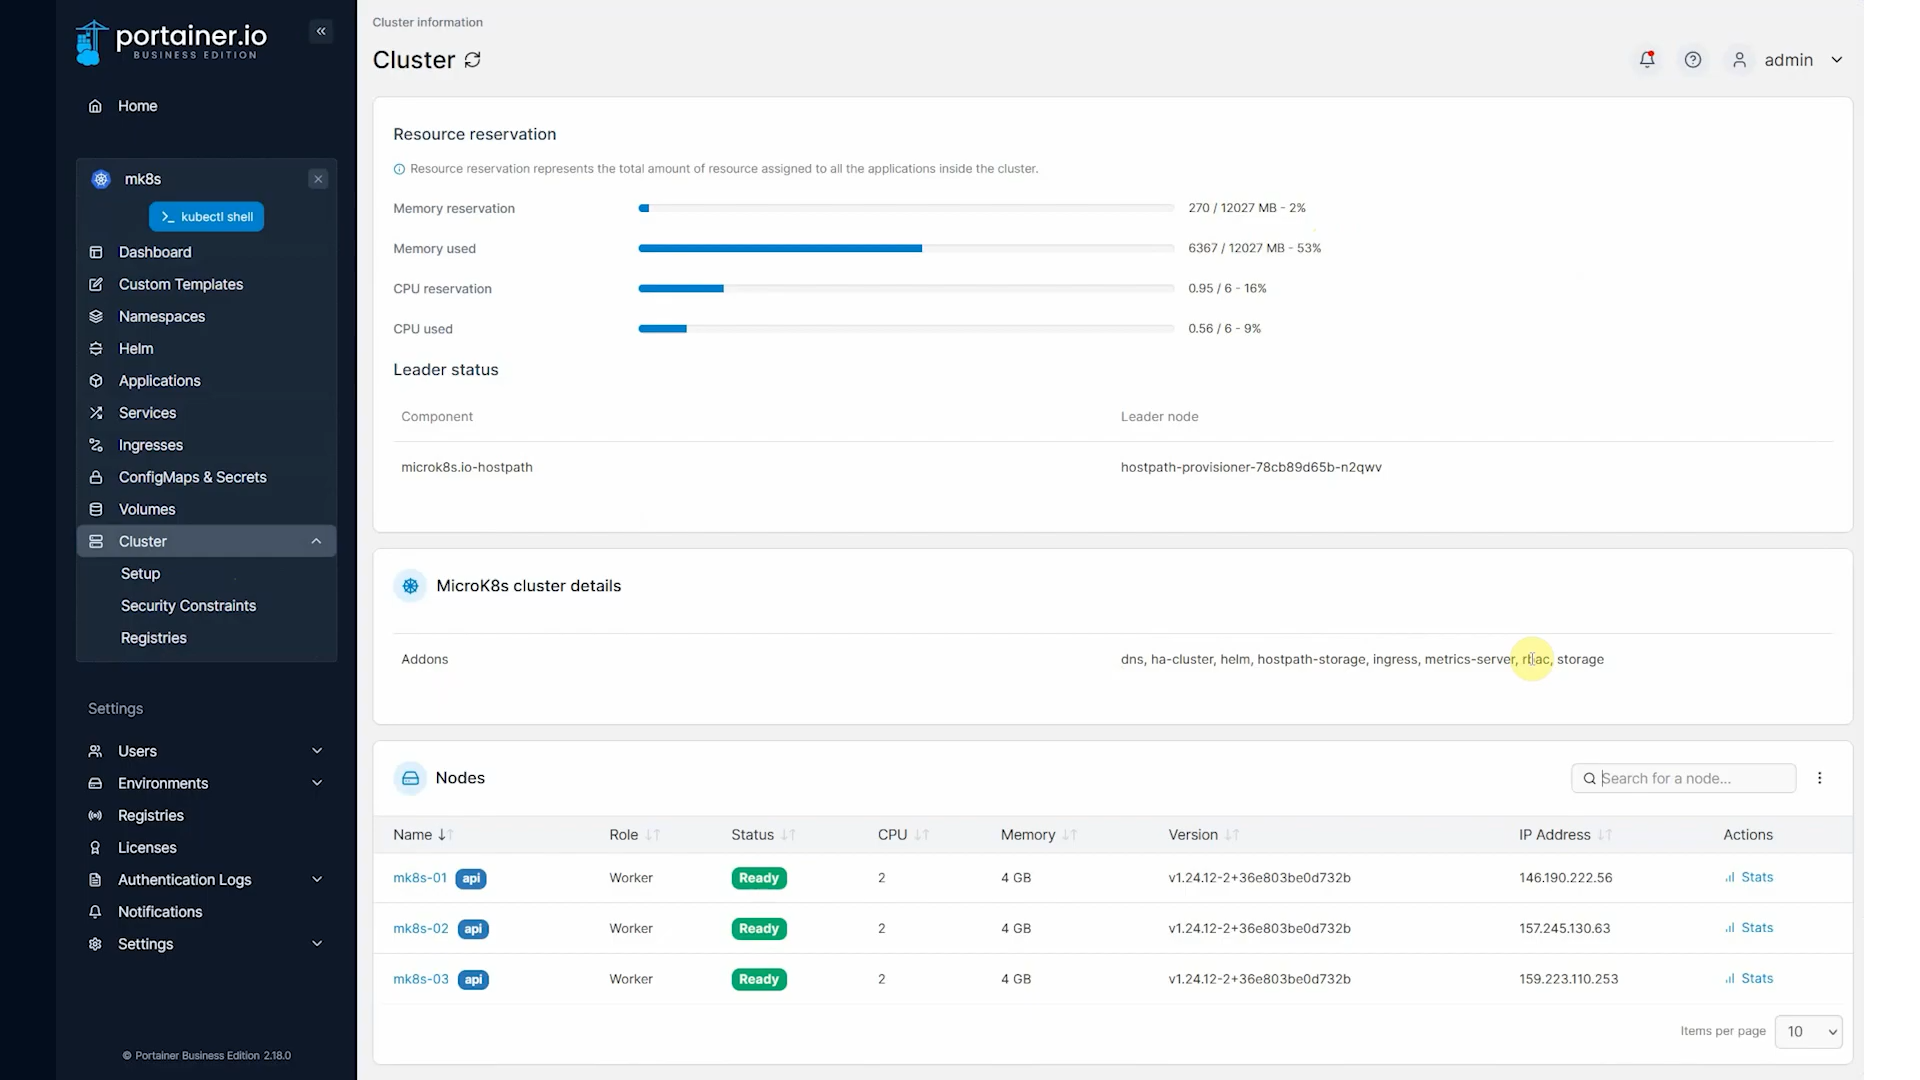 portainer.io
BUSINESS EDITION
Home
mk8s
>_ kubectl shell
Dashboard
Custom Templates
Namespaces
Helm
Applications
Services
Ingresses
ConfigMaps & Secrets
Volumes
Cluster
Setup
Security Constraints
Registries
Settings
Users
Environments
Registries
Licenses
Authentication Logs
Notifications
Settings
© Portainer Business Edition 2.18.0
Cluster information
Cluster
admin
Resource reservation
Resource reservation represents the total amount of resource assigned to all the applications inside the cluster.
Memory reservation 270 / 12027 MB - 2%
Memory used 6367 / 12027 MB - 53%
CPU reservation 0.95 / 6 - 16%
CPU used 0.56 / 6 - 9%
Leader status
Component Leader node
microk8s.io-hostpath hostpath-provisioner-78cb89d65b-n2qwv
MicroK8s cluster details
Addons dns, ha-cluster, helm, hostpath-storage, ingress, metrics-server, rbac, storage
Nodes
Search for a node...
Name Role Status CPU Memory Version IP Address Actions
mk8s-01 api Worker Ready 2 4 GB v1.24.12-2+36e803be0d732b 146.190.222.56 Stats
mk8s-02 api Worker Ready 2 4 GB v1.24.12-2+36e803be0d732b 157.245.130.63 Stats
mk8s-03 api Worker Ready 2 4 GB v1.24.12-2+36e803be0d732b 159.223.110.253 Stats
Items per page 10